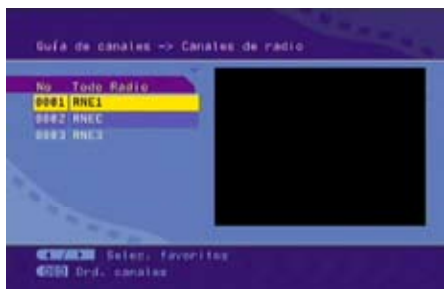 Guía de canales -> Canales de radio
No Todo Radio
0001 RNE1
0002 RNEC
0003 RNE3
Selec. favoritos
Ord. canales